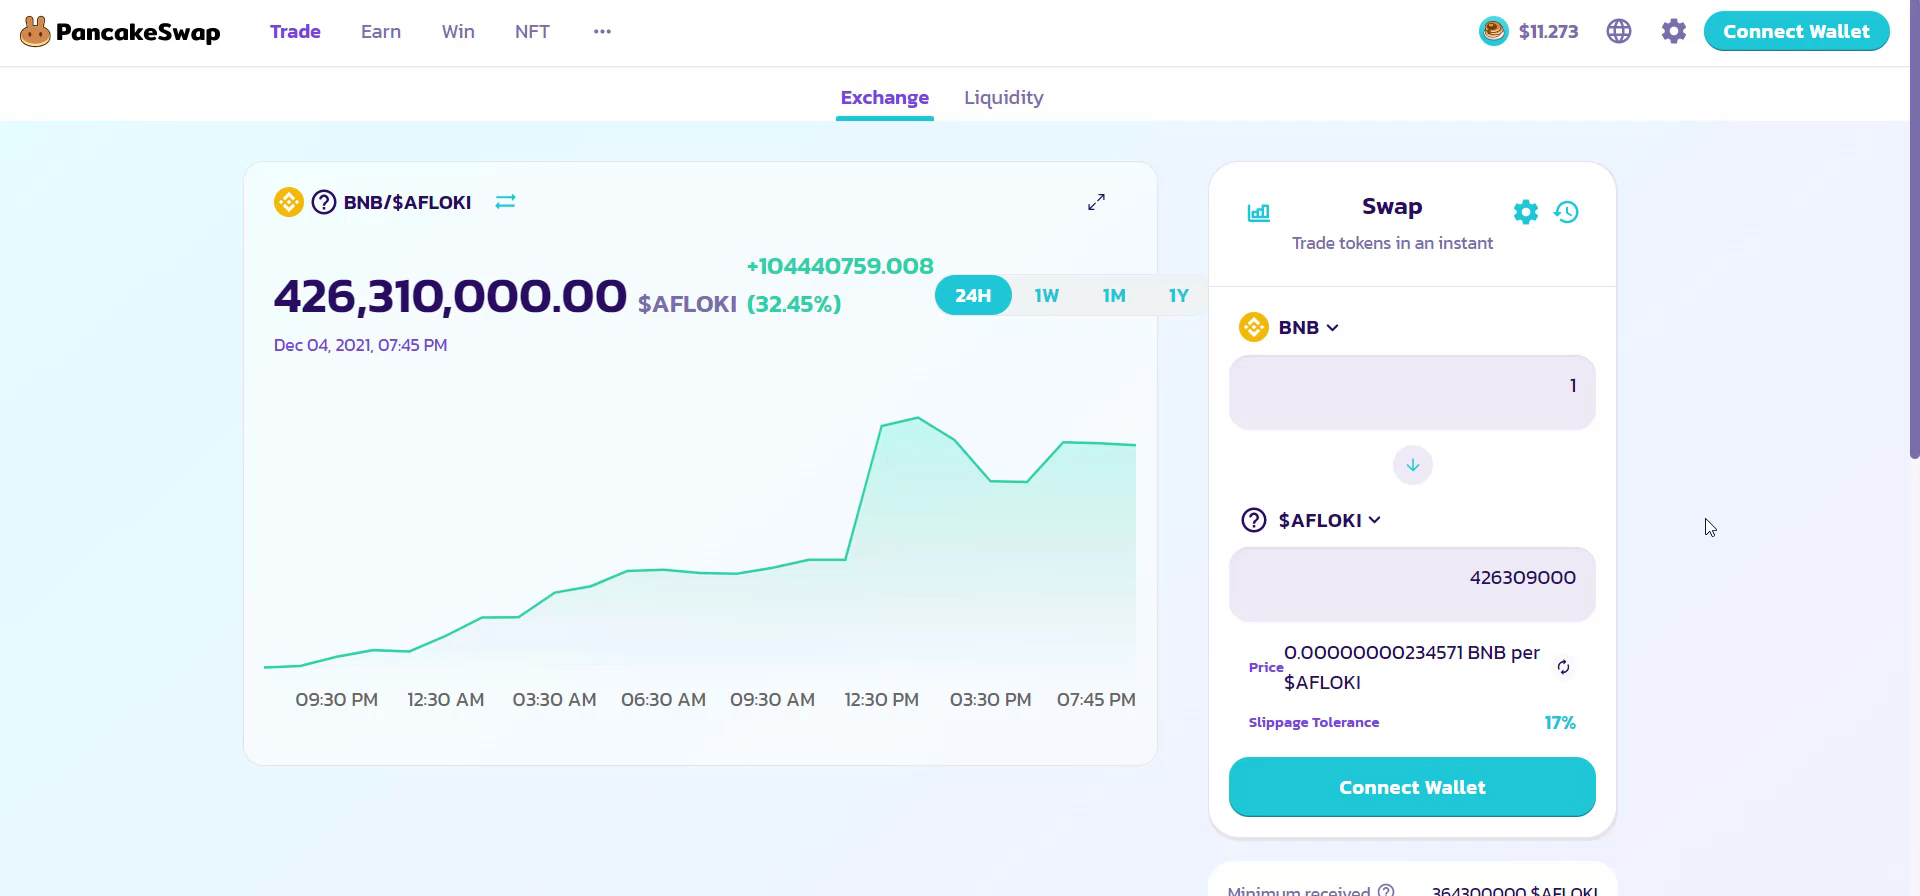 PancakeSwap
Trade
Earn
Win
NFT
$11.273
Connect Wallet
Exchange
Liquidity
BNB/$AFLOKI
426,310,000.00 $AFLOKI
+104440759.008
(32.45%)
24H
1W
1M
1Y
Dec 04, 2021, 07:45 PM
09:30 PM
12:30 AM
03:30 AM
06:30 AM
09:30 AM
12:30 PM
03:30 PM
07:45 PM
Swap
Trade tokens in an instant
BNB
1
$AFLOKI
426309000
Price
0.00000000234571 BNB per
$AFLOKI
Slippage Tolerance
17%
Connect Wallet
Minimum received
364300000 $AFLOKI